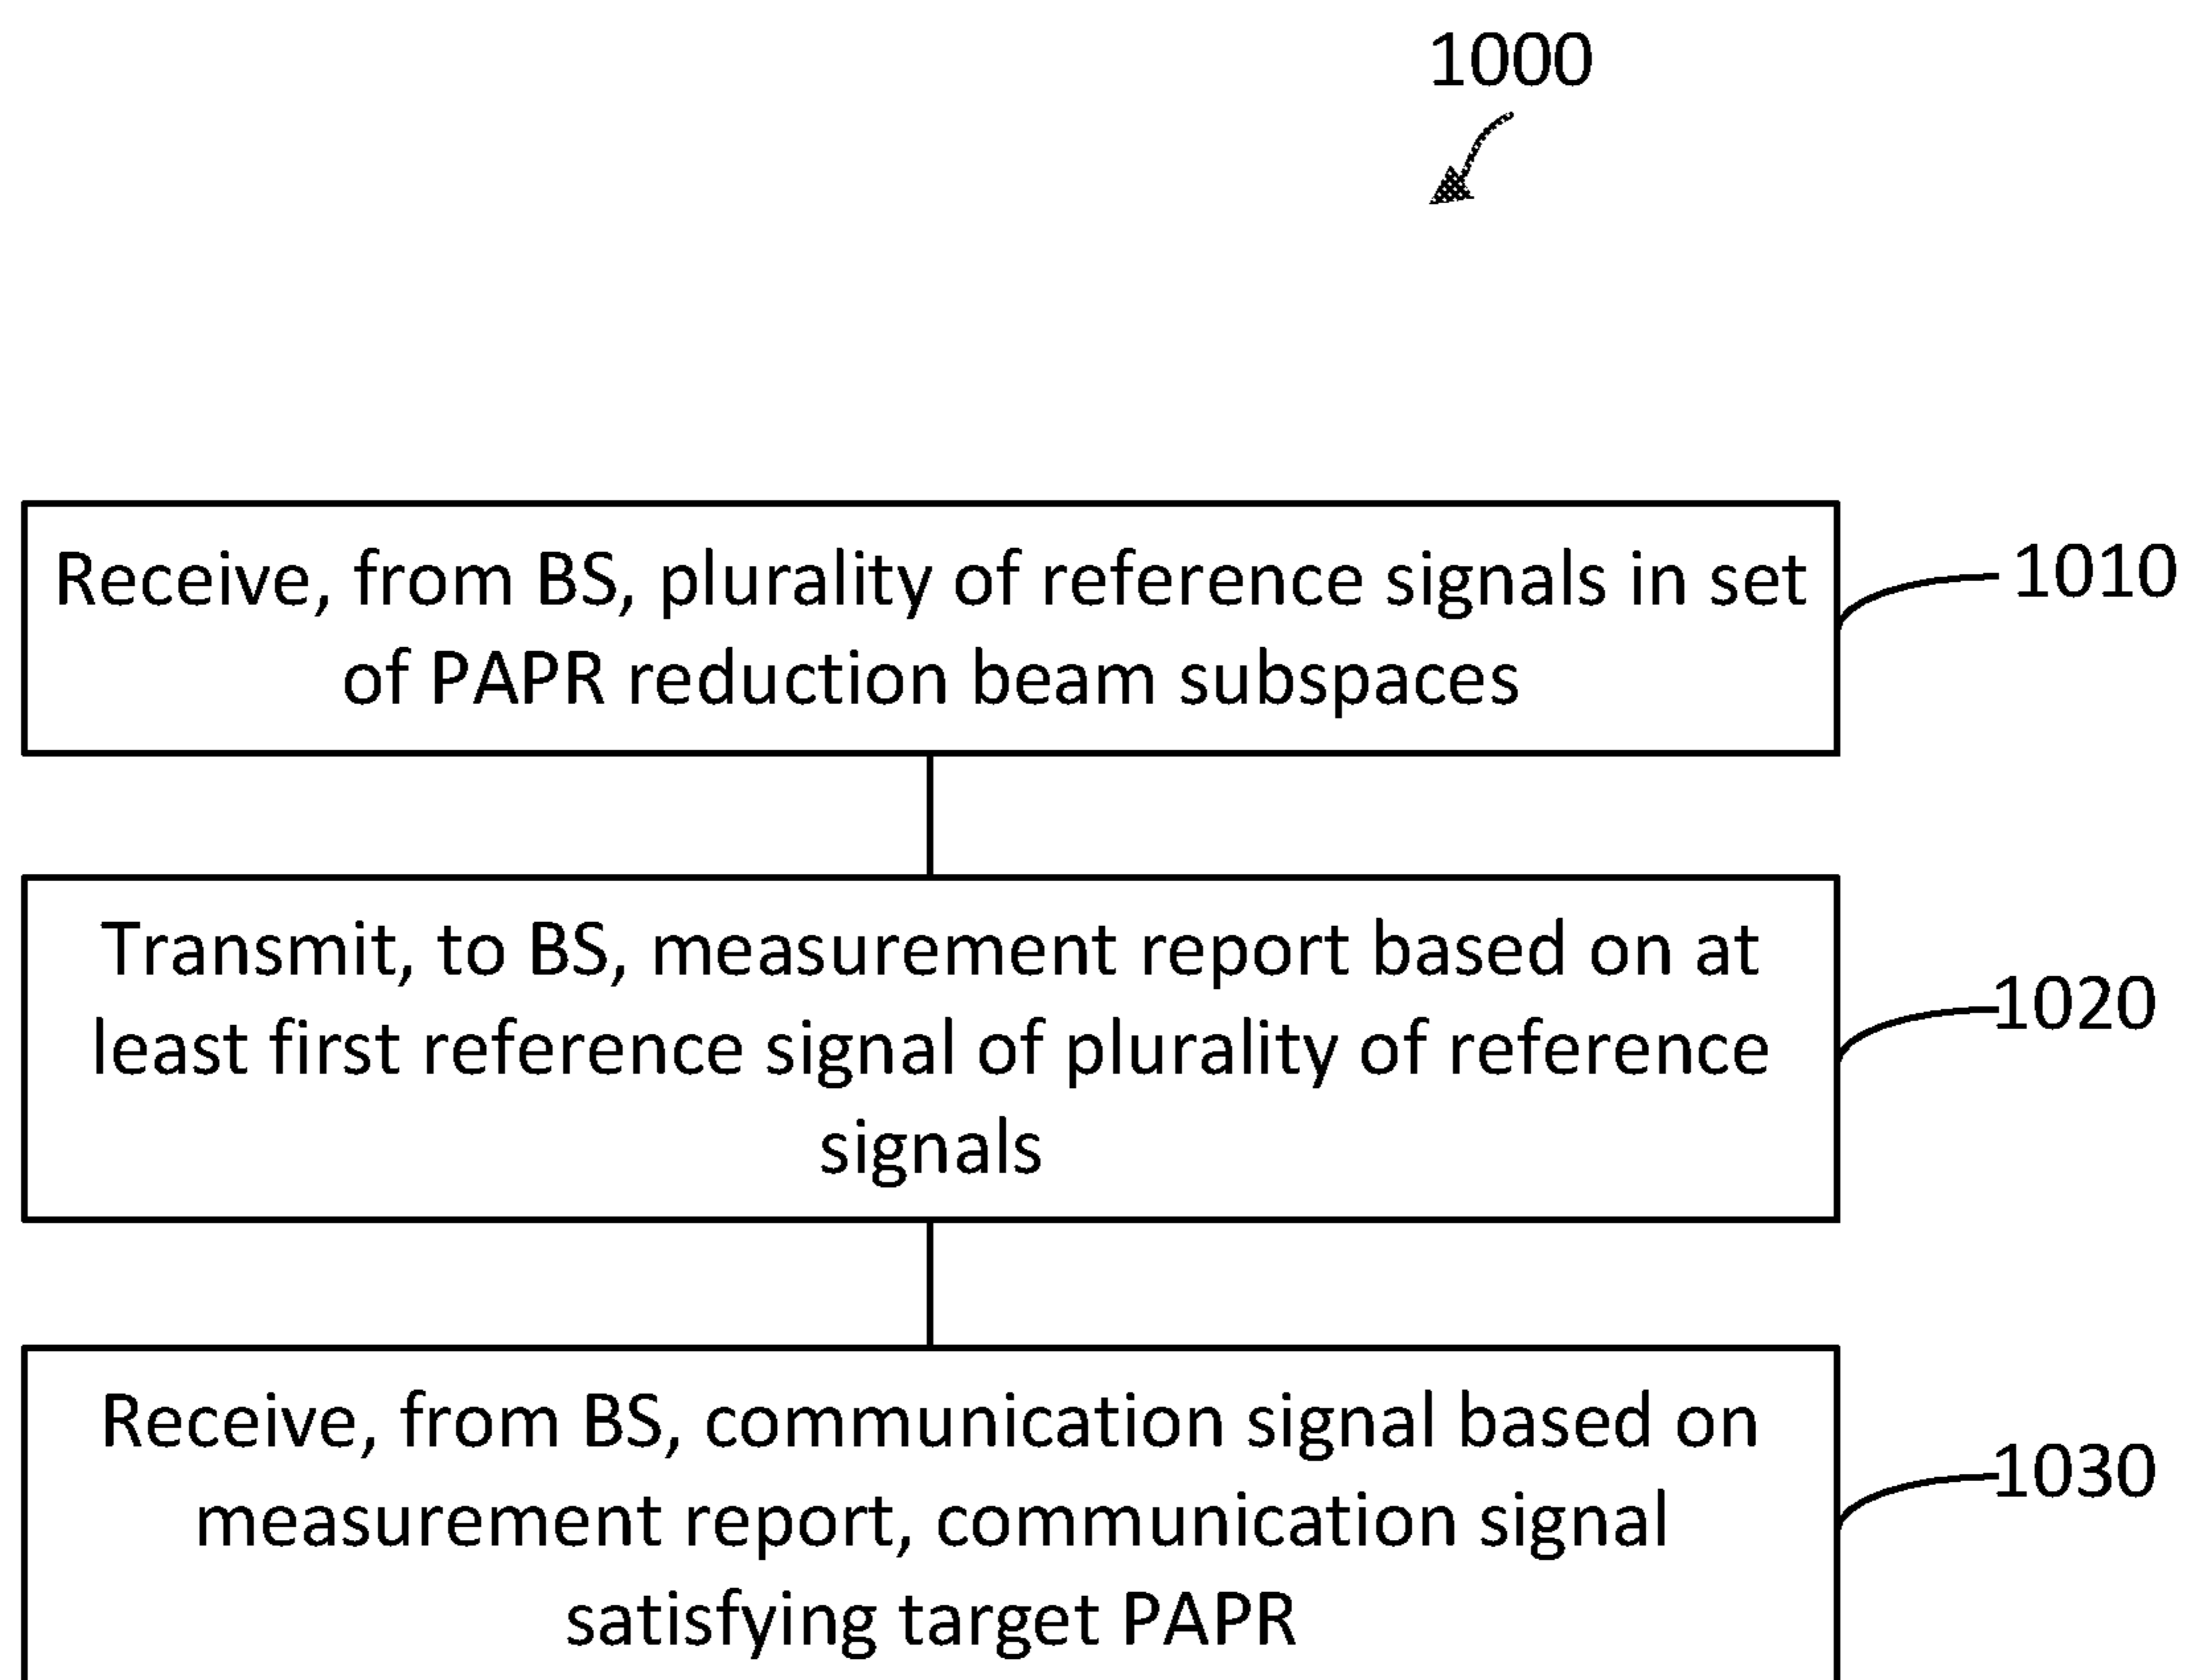 1000
Receive, from BS, plurality of reference signals in set
of PAPR reduction beam subspaces
1010
Transmit, to BS, measurement report based on at
least first reference signal of plurality of reference
signals
1020
Receive, from BS, communication signal based on
measurement report, communication signal
satisfying target PAPR
1030